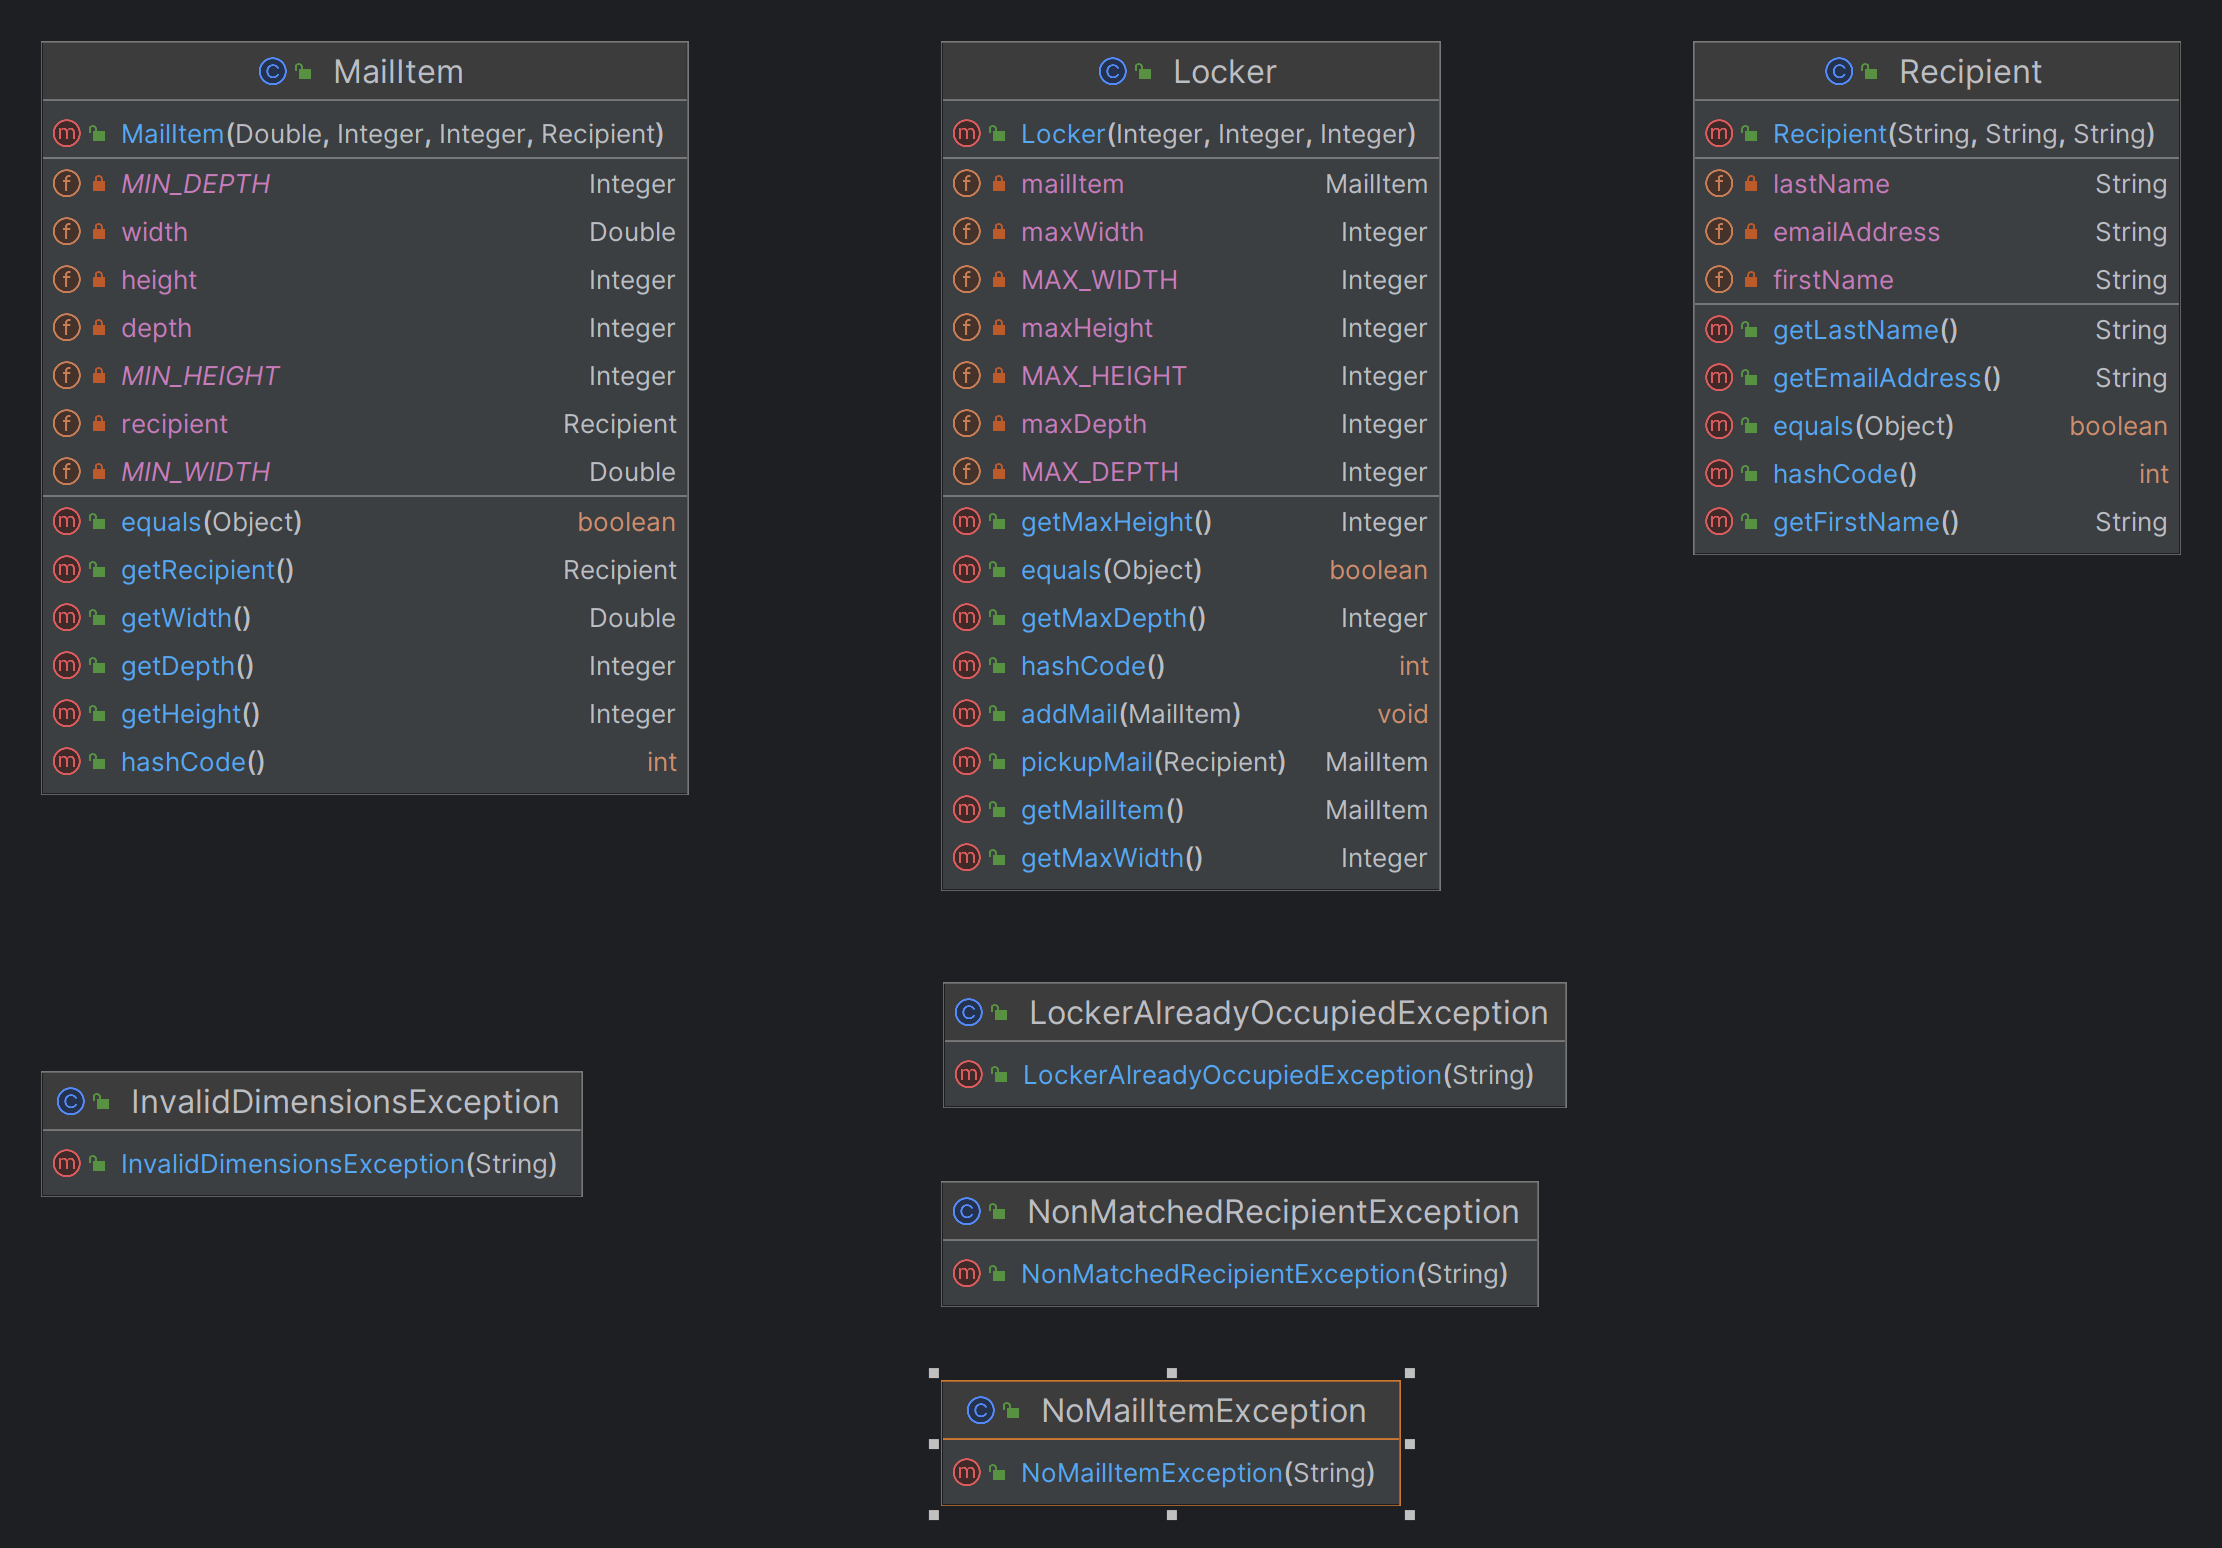 MailItem
MailItem(Double, Integer, Integer, Recipient)
MIN_DEPTH Integer
width Double
height Integer
depth Integer
MIN_HEIGHT Integer
recipient Recipient
MIN_WIDTH Double
equals(Object) boolean
getRecipient() Recipient
getWidth() Double
getDepth() Integer
getHeight() Integer
hashCode() int
Locker
Locker(Integer, Integer, Integer)
mailItem MailItem
maxWidth Integer
MAX_WIDTH Integer
maxHeight Integer
MAX_HEIGHT Integer
maxDepth Integer
MAX_DEPTH Integer
getMaxHeight() Integer
equals(Object) boolean
getMaxDepth() Integer
hashCode() int
addMail(MailItem) void
pickupMail(Recipient) MailItem
getMailItem() MailItem
getMaxWidth() Integer
Recipient
Recipient(String, String, String)
lastName String
emailAddress String
firstName String
getLastName() String
getEmailAddress() String
equals(Object) boolean
hashCode() int
getFirstName() String
InvalidDimensionsException
InvalidDimensionsException(String)
LockerAlreadyOccupiedException
LockerAlreadyOccupiedException(String)
NonMatchedRecipientException
NonMatchedRecipientException(String)
NoMailItemException
NoMailItemException(String)